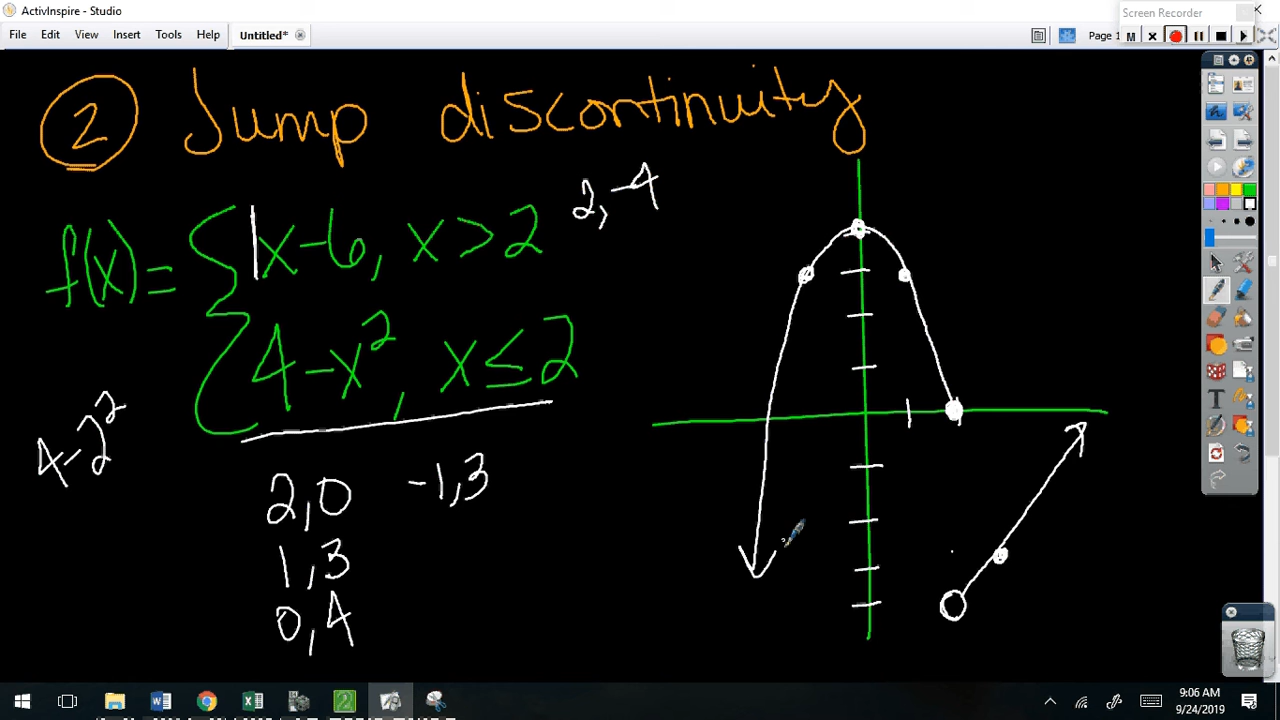 ActivInspire - Studio
Screen Recorder
File Edit View Insert Tools Help Untitled* Page 1
② Jump discontinuity
2, -4
f(x) = { 1x-6, x>2
4-x², x≤2
4-2²
2,0 -1,3
1,3
0,4
9:06 AM
9/24/2019